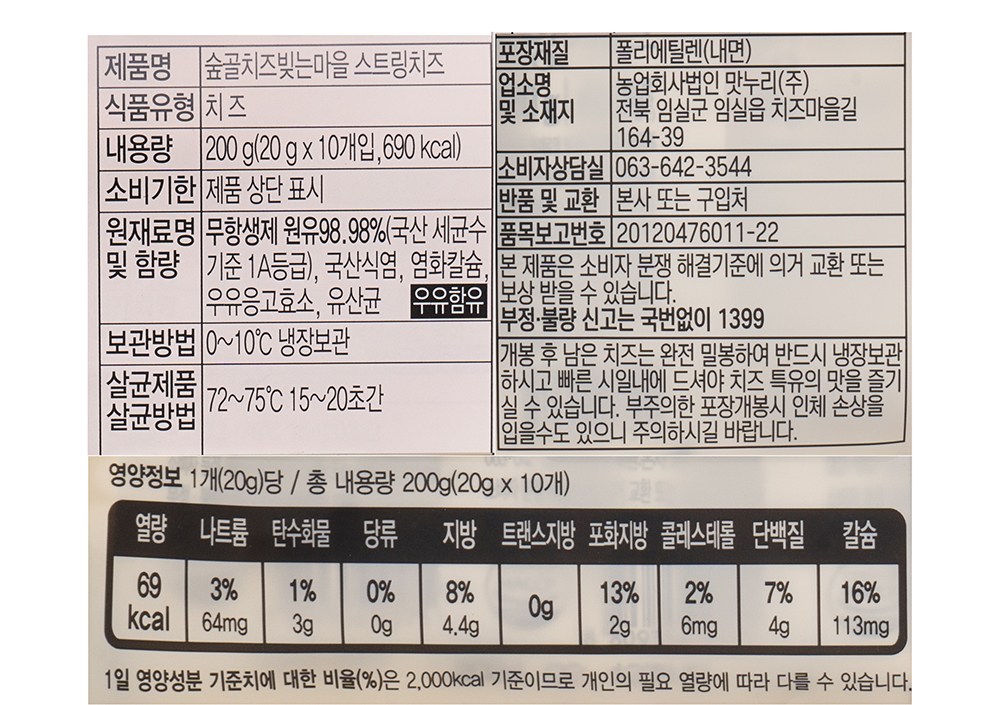 제품명 숲골치즈빚는마을 스트링치즈
식품유형 치즈
내용량 200 g(20 g x 10개입, 690 kcal)
소비기한 제품 상단 표시
원재료명 및 함량 무항생제 원유98.98%(국산 세균수
기준 1A등급), 국산식염, 염화칼슘,
우유응고효소, 유산균 우유함유
보관방법 0~10℃ 냉장보관
살균제품
살균방법 72~75℃ 15~20초간
포장재질 폴리에틸렌(내면)
업소명 및 소재지 농업회사법인 맛누리(주)
전북 임실군 임실읍 치즈마을길
164-39
소비자상담실 063-642-3544
반품 및 교환 본사 또는 구입처
품목보고번호 20120476011-22
본 제품은 소비자 분쟁 해결기준에 의거 교환 또는
보상 받을 수 있습니다.
부정·불량 신고는 국번없이 1399
개봉 후 남은 치즈는 완전 밀봉하여 반드시 냉장보관
하시고 빠른 시일내에 드셔야 치즈 특유의 맛을 즐기
실 수 있습니다. 부주의한 포장개봉시 인체 손상을
입을수도 있으니 주의하시길 바랍니다.
영양정보 1개(20g)당 / 총 내용량 200g(20g x 10개)
열량 나트륨 탄수화물 당류 지방 트랜스지방 포화지방 콜레스테롤 단백질 칼슘
69 kcal 3% 1% 0% 8% 0g 13% 2% 7% 16%
64mg 3g 0g 4.4g 2g 6mg 4g 113mg
1일 영양성분 기준치에 대한 비율(%)은 2,000kcal 기준이므로 개인의 필요 열량에 따라 다를 수 있습니다.